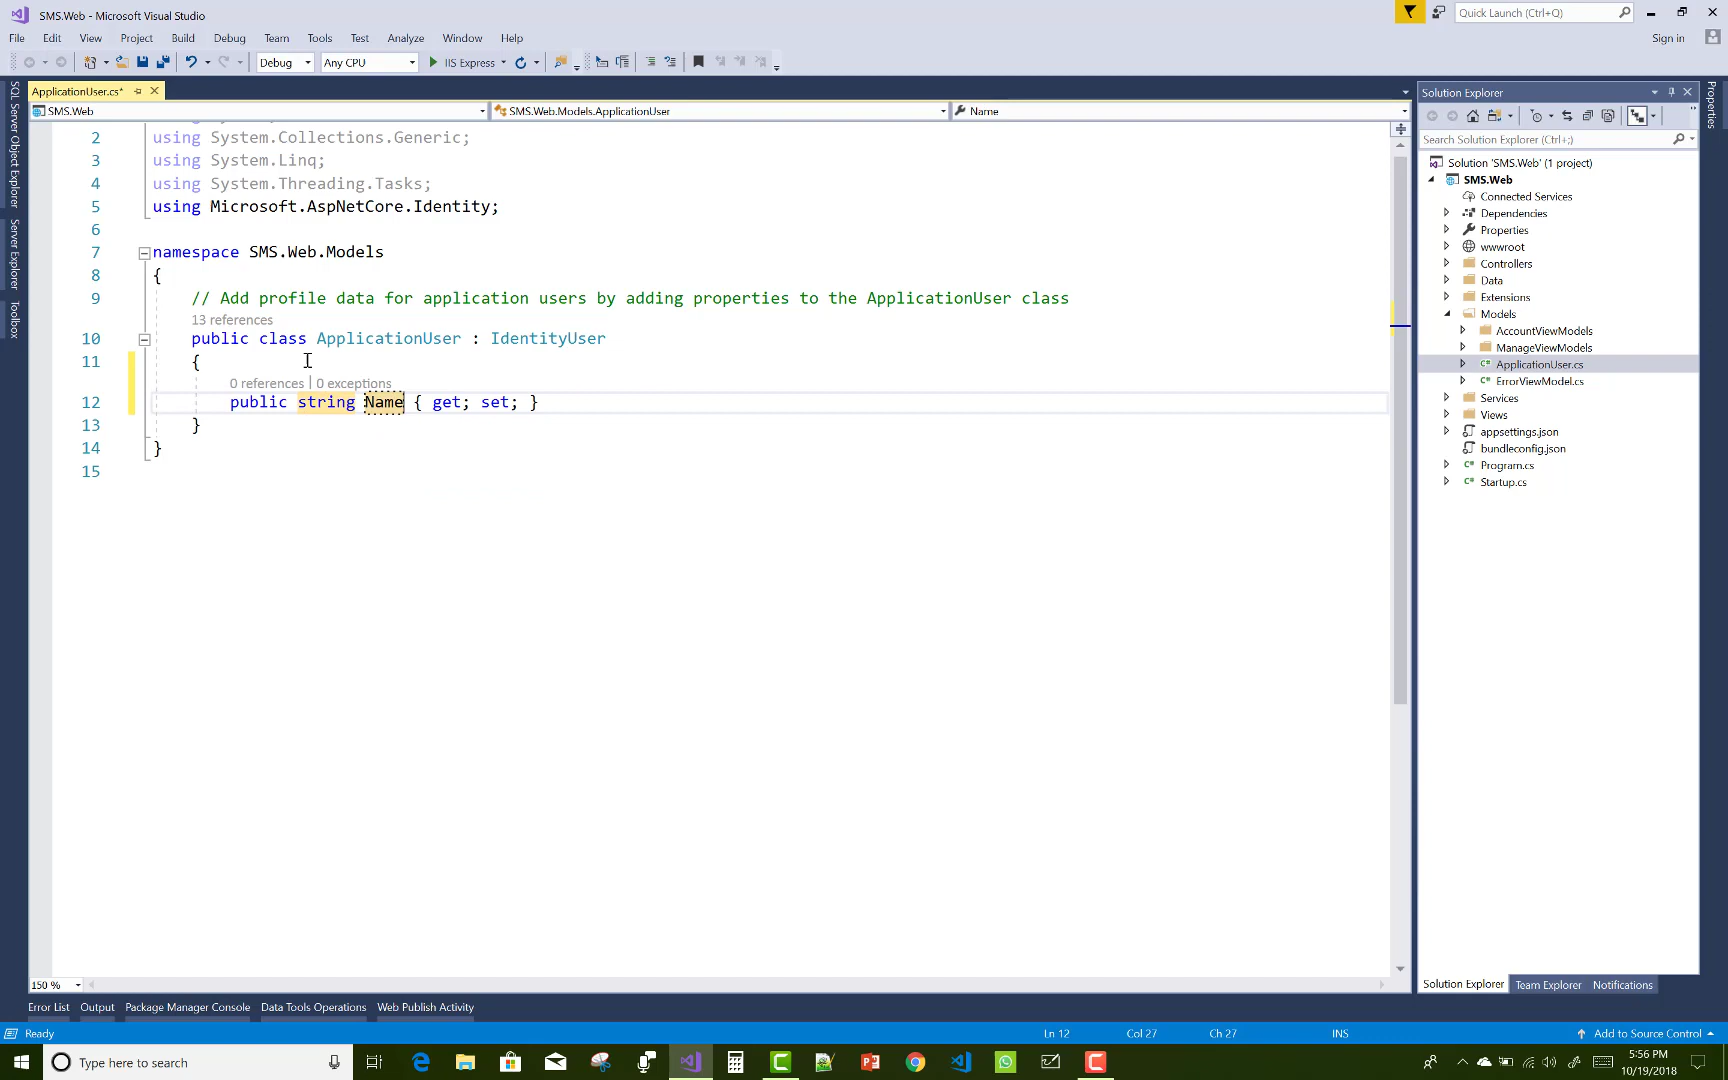 SMS.Web - Microsoft Visual Studio
Quick Launch (Ctrl+Q)
File Edit View Project Build Debug Team Tools Test Analyze Window Help
Sign in
Debug Any CPU IIS Express
ApplicationUser.cs*
SMS.Web SMS.Web.Models.ApplicationUser Name
SQL Server Object Explorer
Server Explorer
Toolbox
2 using System.Collections.Generic;
3 using System.Linq;
4 using System.Threading.Tasks;
5 using Microsoft.AspNetCore.Identity;
6
7 namespace SMS.Web.Models
8 {
9 // Add profile data for application users by adding properties to the ApplicationUser class
13 references
10 public class ApplicationUser : IdentityUser
11 {
0 references | 0 exceptions
12 public string Name { get; set; }
13 }
14 }
15
150 %
Solution Explorer
Search Solution Explorer (Ctrl+;)
Solution 'SMS.Web' (1 project)
SMS.Web
Connected Services
Dependencies
Properties
wwwroot
Controllers
Data
Extensions
Models
AccountViewModels
ManageViewModels
ApplicationUser.cs
ErrorViewModel.cs
Services
Views
appsettings.json
bundleconfig.json
Program.cs
Startup.cs
Solution Explorer Team Explorer Notifications
Properties
Error List Output Package Manager Console Data Tools Operations Web Publish Activity
Ready Ln 12 Col 27 Ch 27 INS Add to Source Control
Type here to search
5:56 PM
10/19/2018